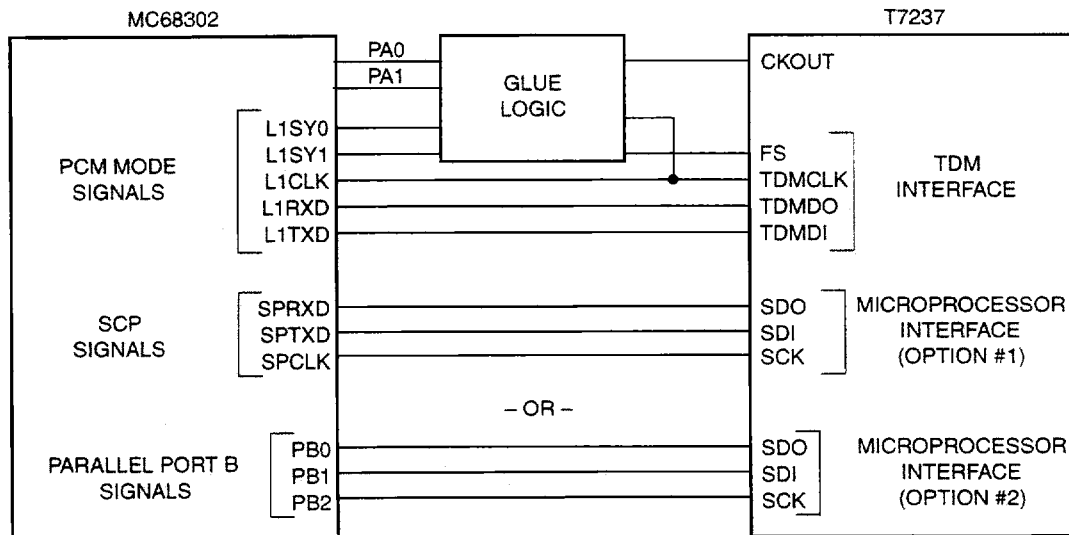 MC68302
T7237
PA0
PA1
GLUE
LOGIC
CKOUT
PCM MODE
SIGNALS
L1SY0
L1SY1
L1CLK
L1RXD
L1TXD
FS
TDMCLK
TDMDO
TDMDI
TDM
INTERFACE
SCP
SIGNALS
SPRXD
SPTXD
SPCLK
SDO
SDI
SCK
MICROPROCESSOR
INTERFACE
(OPTION #1)
– OR –
PARALLEL PORT B
SIGNALS
PB0
PB1
PB2
SDO
SDI
SCK
MICROPROCESSOR
INTERFACE
(OPTION #2)